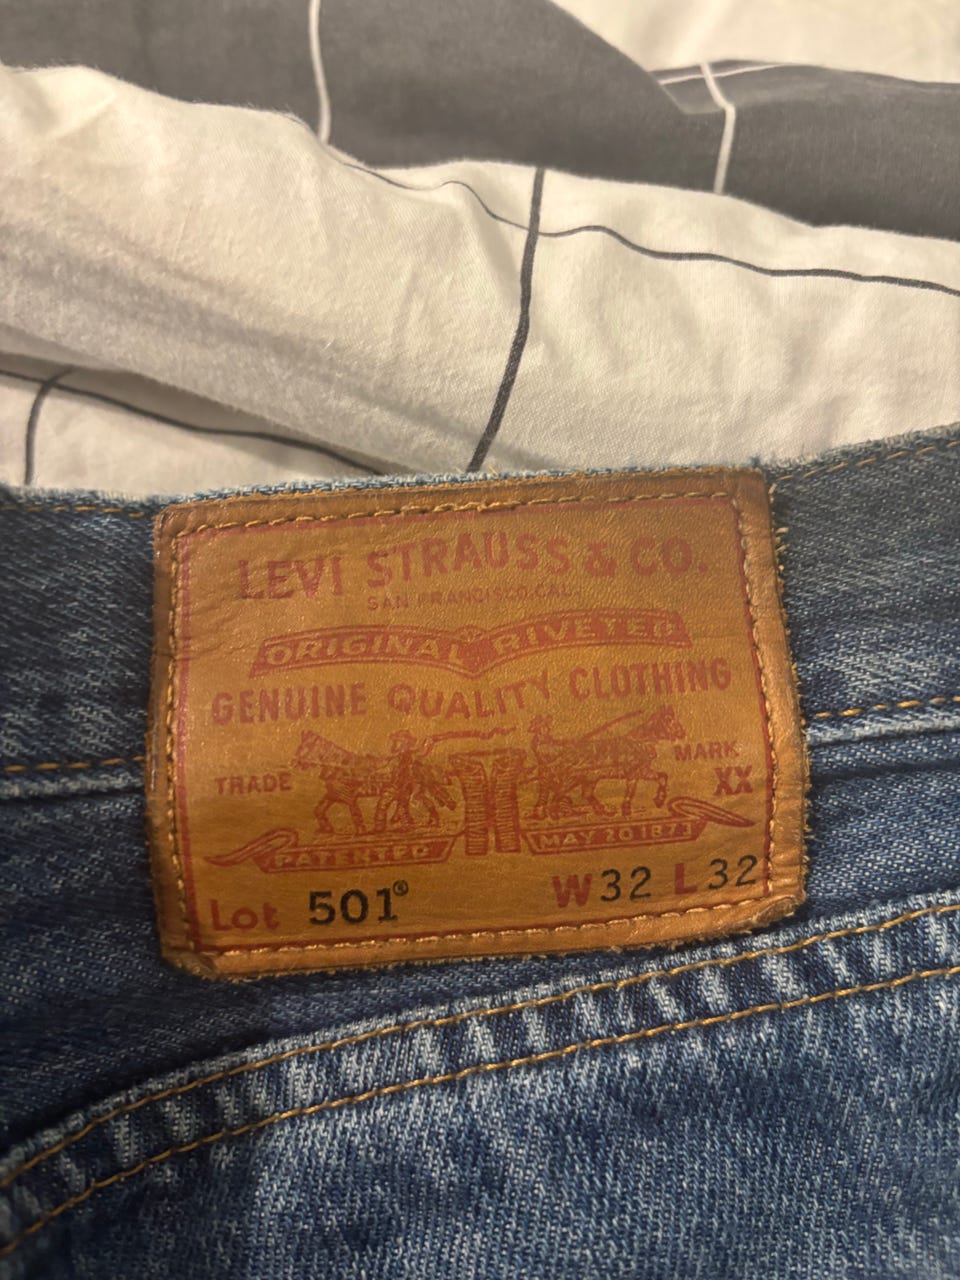 LEVI STRAUSS & CO.
SAN FRANCISCO, CAL.
ORIGINAL RIVETED
GENUINE QUALITY CLOTHING
TRADE MARK
XX
PATENTED MAY 20 1873
Lot 501® W32 L32